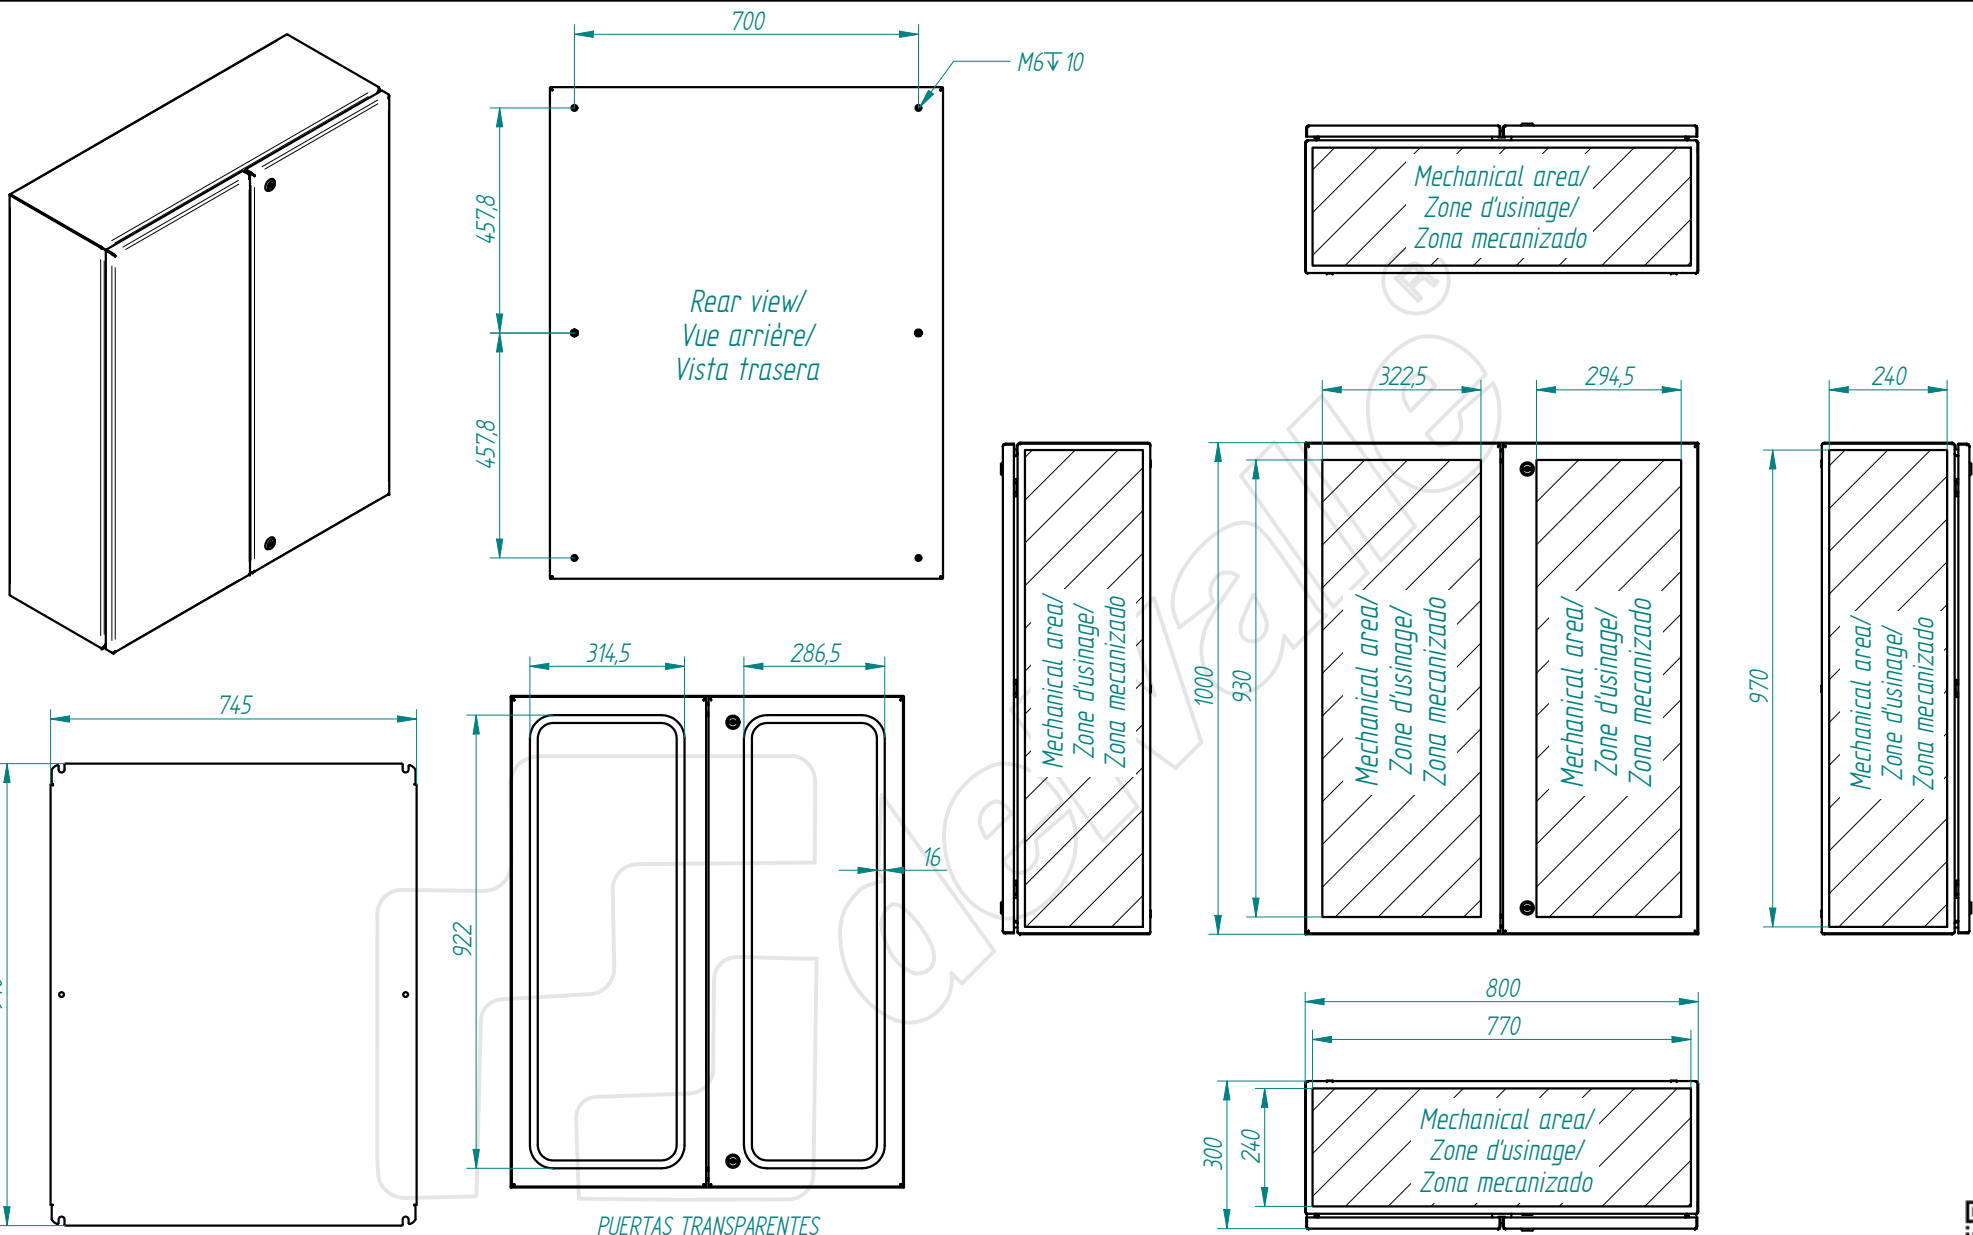 700
M6↧10
457,8
457,8
Rear view/
Vue arrière/
Vista trasera
Mechanical area/
Zone d'usinage/
Zona mecanizado
322,5
294,5
240
Mechanical area/
Zone d'usinage/
Zona mecanizado
1000
930
Mechanical area/
Zone d'usinage/
Zona mecanizado
Mechanical area/
Zone d'usinage/
Zona mecanizado
970
Mechanical area/
Zone d'usinage/
Zona mecanizado
745
314,5
286,5
922
16
PUERTAS TRANSPARENTES
800
770
300
240
Mechanical area/
Zone d'usinage/
Zona mecanizado
delvalle®